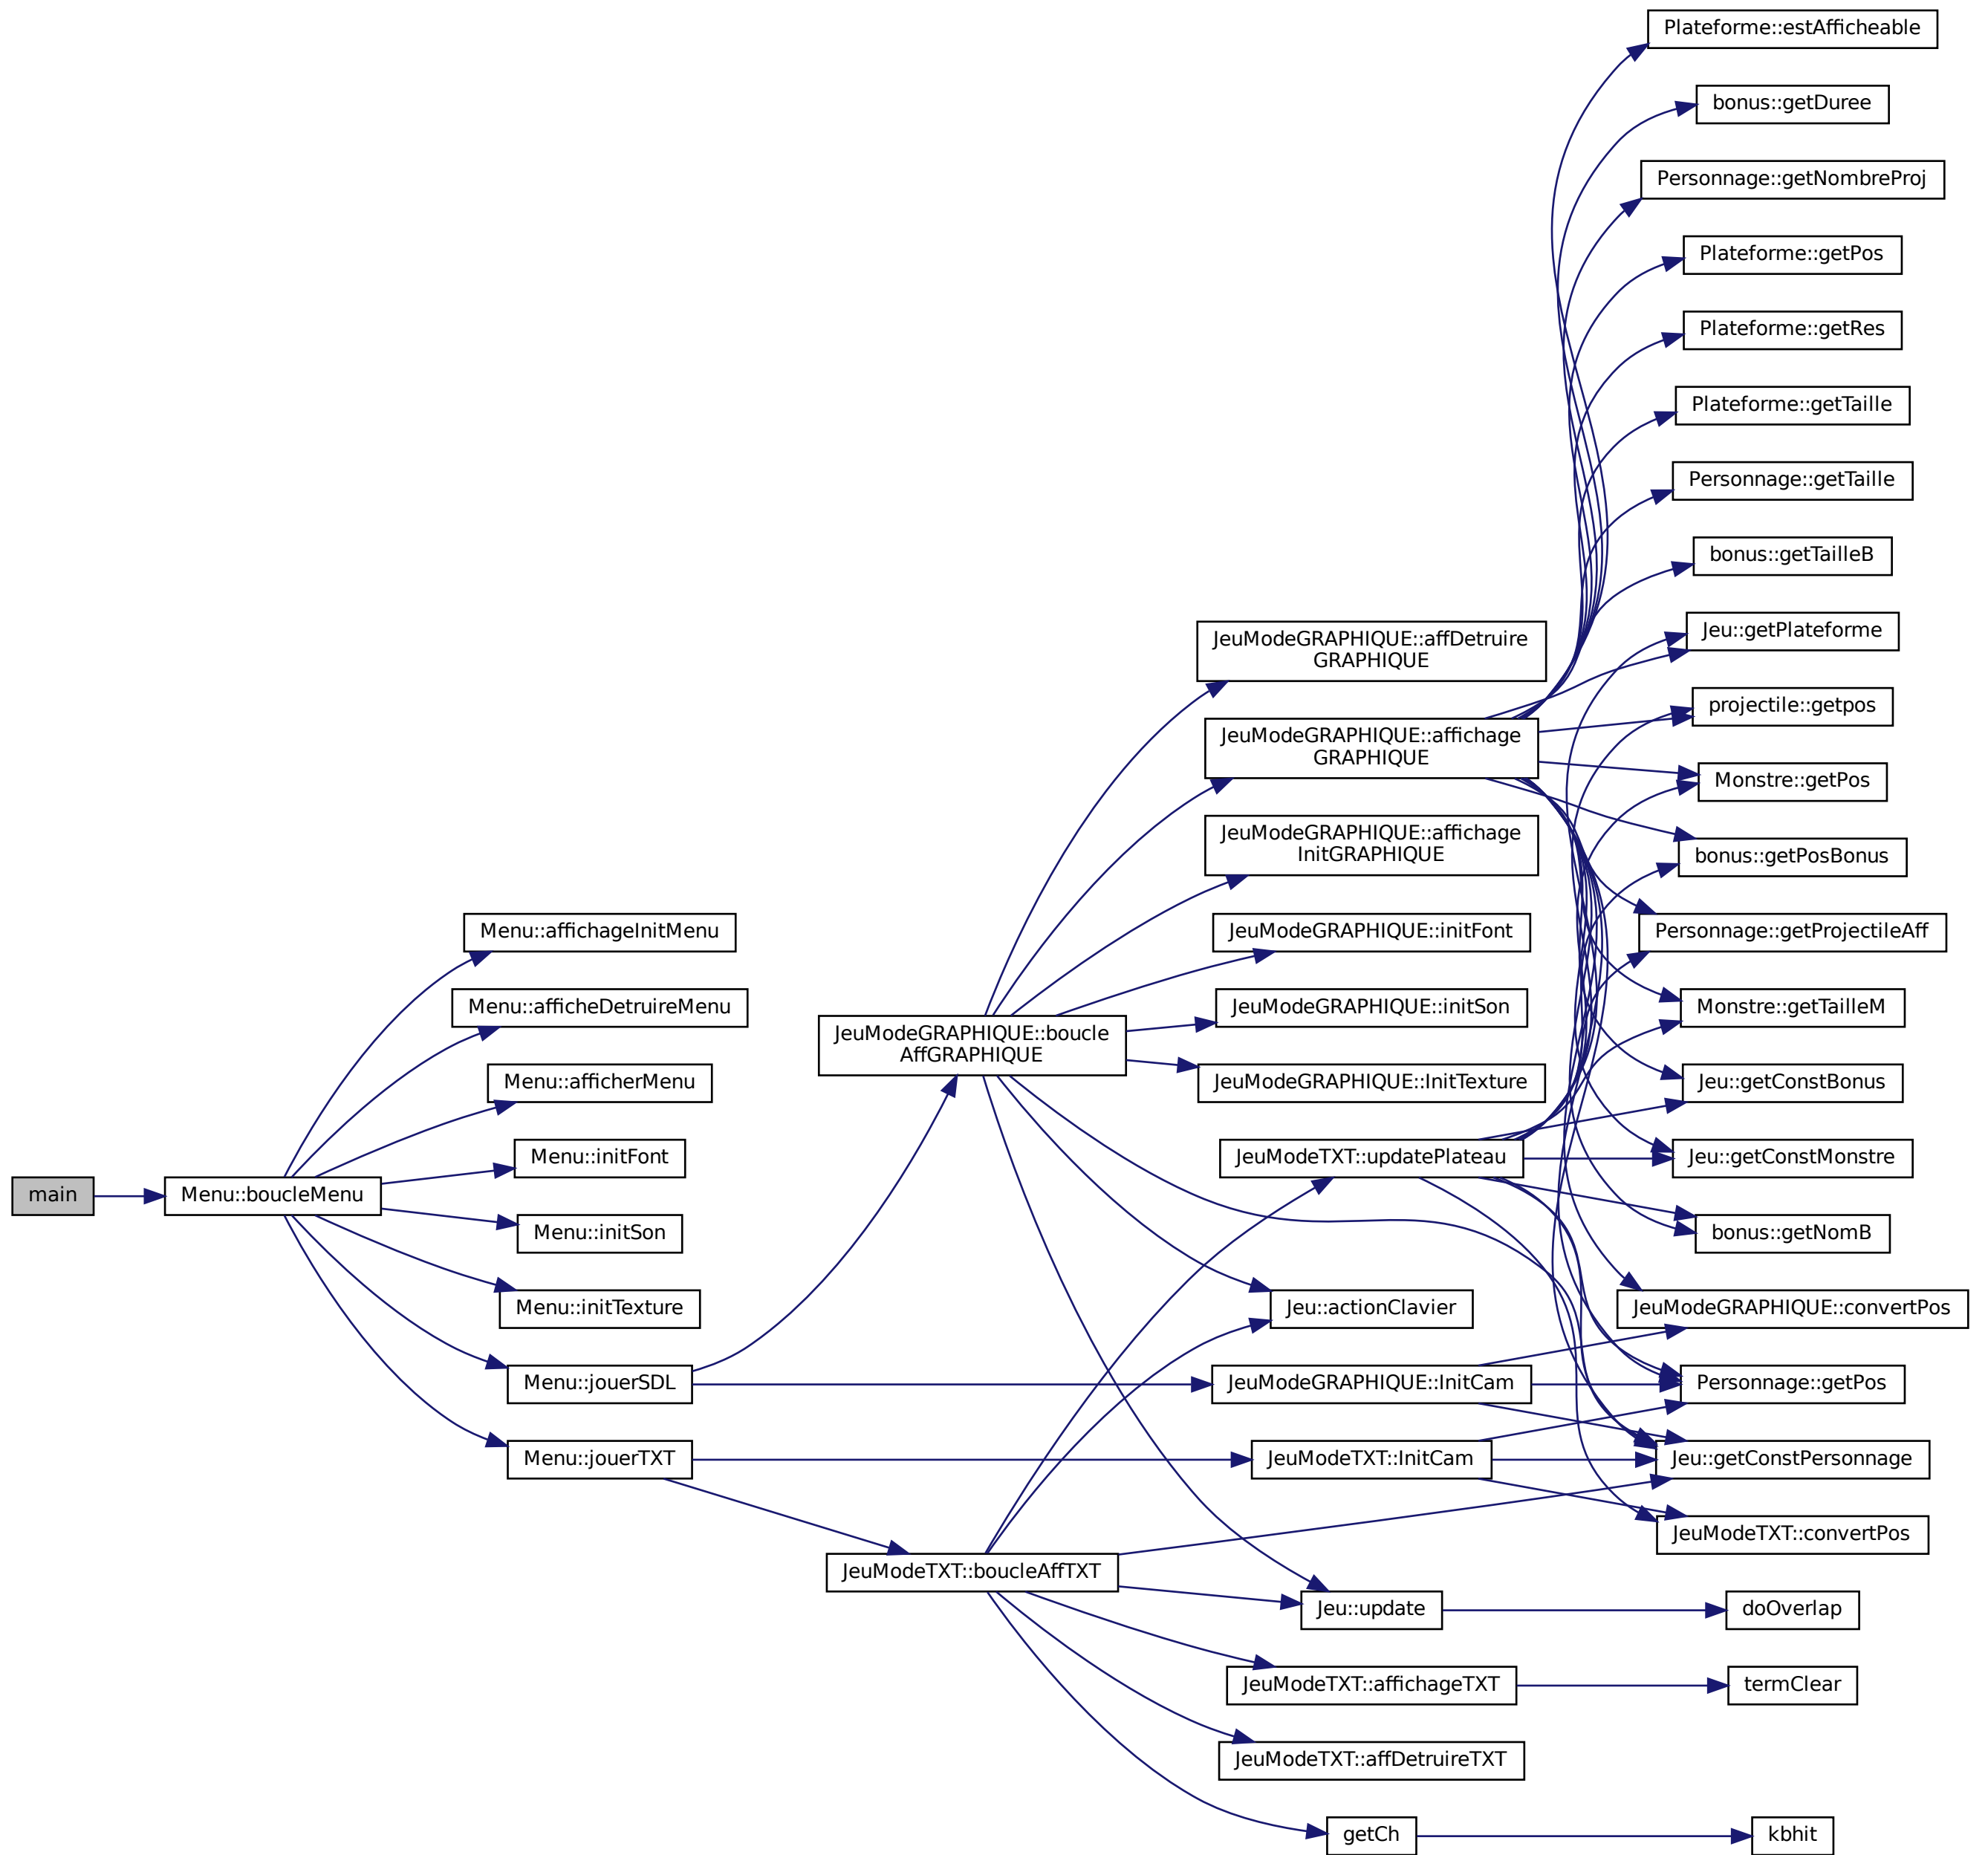 main
Menu::boucleMenu
Menu::affichageInitMenu
Menu::afficheDetruireMenu
Menu::afficherMenu
Menu::initFont
Menu::initSon
Menu::initTexture
Menu::jouerSDL
Menu::jouerTXT
JeuModeGRAPHIQUE::boucle
AffGRAPHIQUE
JeuModeTXT::boucleAffTXT
JeuModeGRAPHIQUE::affDetruire
GRAPHIQUE
JeuModeGRAPHIQUE::affichage
GRAPHIQUE
JeuModeGRAPHIQUE::affichage
InitGRAPHIQUE
JeuModeGRAPHIQUE::initFont
JeuModeGRAPHIQUE::initSon
JeuModeGRAPHIQUE::InitTexture
JeuModeTXT::updatePlateau
Jeu::actionClavier
JeuModeGRAPHIQUE::InitCam
JeuModeTXT::InitCam
Jeu::update
JeuModeTXT::affichageTXT
JeuModeTXT::affDetruireTXT
getCh
Plateforme::estAfficheable
bonus::getDuree
Personnage::getNombreProj
Plateforme::getPos
Plateforme::getRes
Plateforme::getTaille
Personnage::getTaille
bonus::getTailleB
Jeu::getPlateforme
projectile::getpos
Monstre::getPos
bonus::getPosBonus
Personnage::getProjectileAff
Monstre::getTailleM
Jeu::getConstBonus
Jeu::getConstMonstre
bonus::getNomB
JeuModeGRAPHIQUE::convertPos
Personnage::getPos
Jeu::getConstPersonnage
JeuModeTXT::convertPos
doOverlap
termClear
kbhit